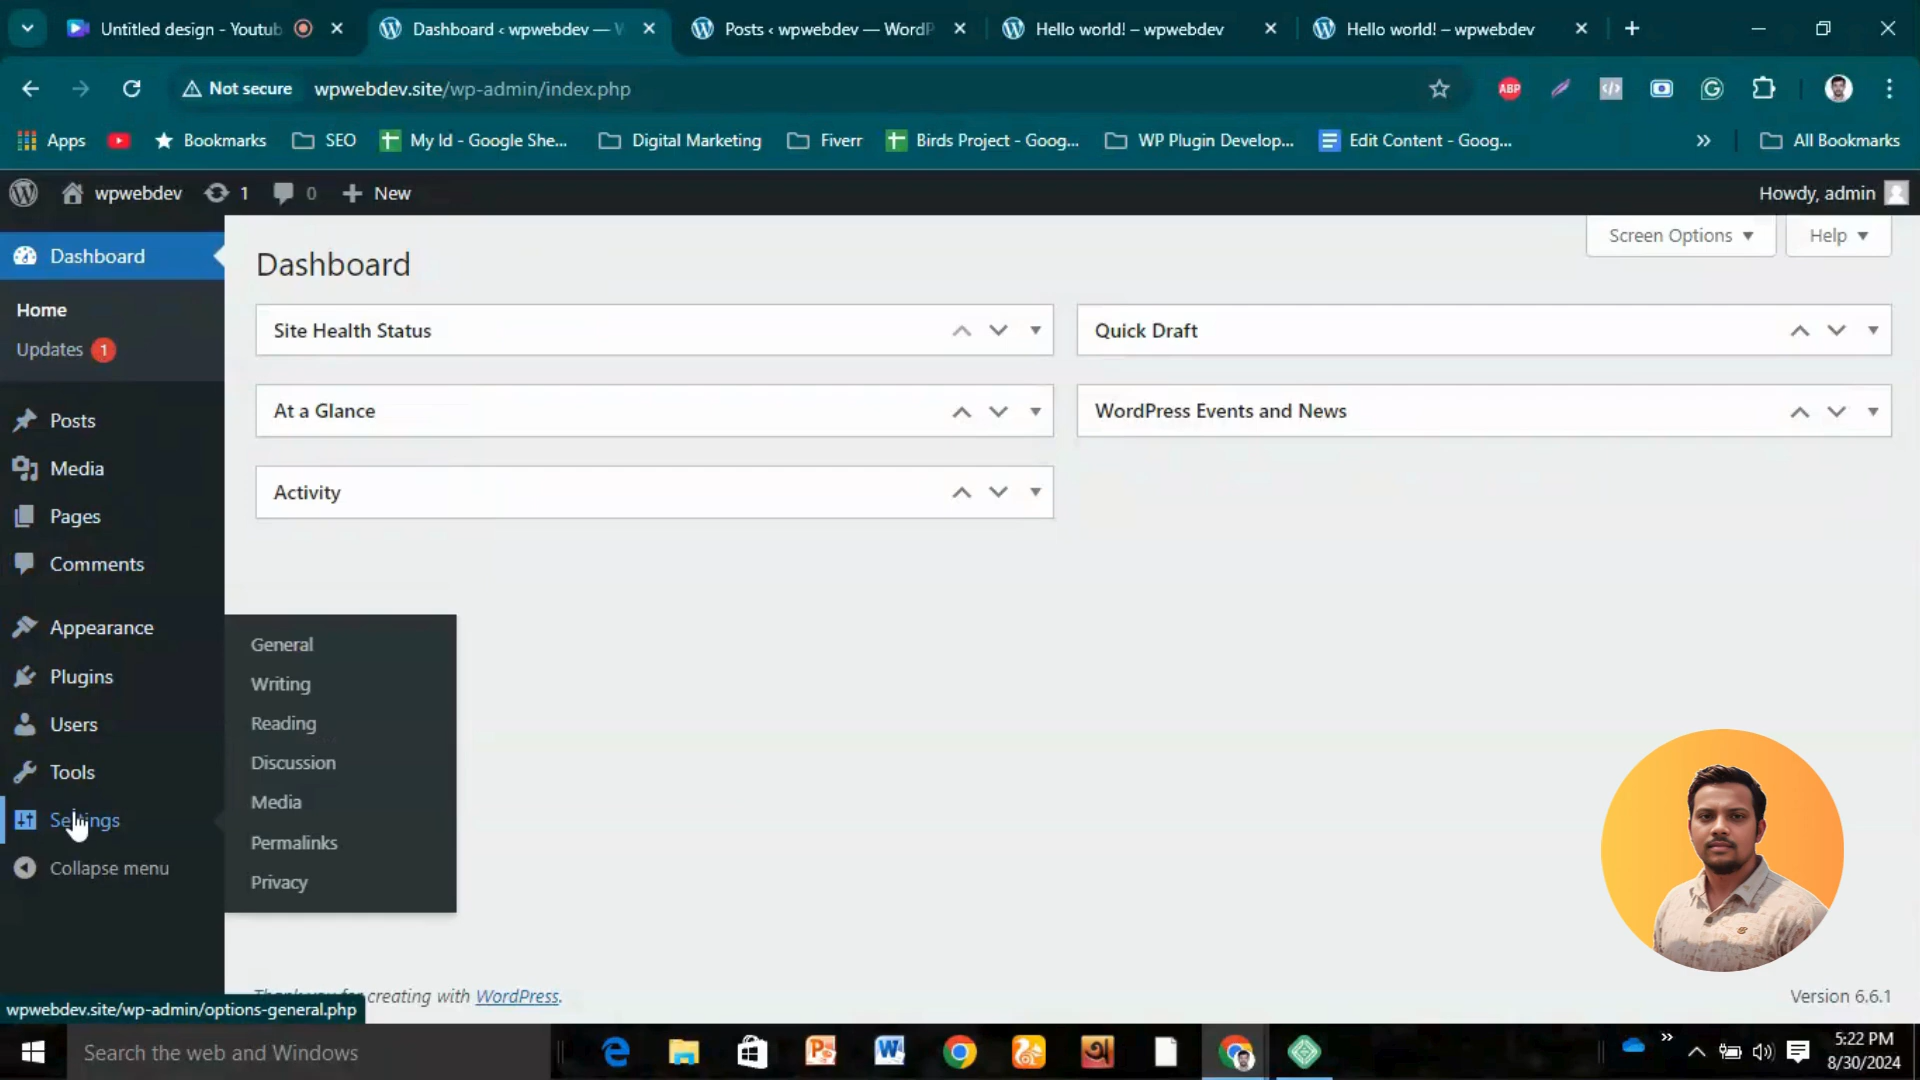 Untitled design - Youtub
Dashboard ‹ wpwebdev —
Posts ‹ wpwebdev — WordP
Hello world! – wpwebdev
Hello world! – wpwebdev
Not secure
wpwebdev.site/wp-admin/index.php
ABP
Apps
Bookmarks
SEO
My Id - Google She...
Digital Marketing
Fiverr
Birds Project - Goog...
WP Plugin Develop...
Edit Content - Goog...
»
All Bookmarks
wpwebdev
1
0
New
Howdy, admin
Dashboard
Screen Options
Help
Dashboard
Home
Updates 1
Posts
Media
Pages
Comments
Appearance
Plugins
Users
Tools
Settings
Collapse menu
Site Health Status
Quick Draft
At a Glance
WordPress Events and News
Activity
General
Writing
Reading
Discussion
Media
Permalinks
Privacy
creating with WordPress.
Version 6.6.1
wpwebdev.site/wp-admin/options-general.php
Search the web and Windows
5:22 PM
8/30/2024